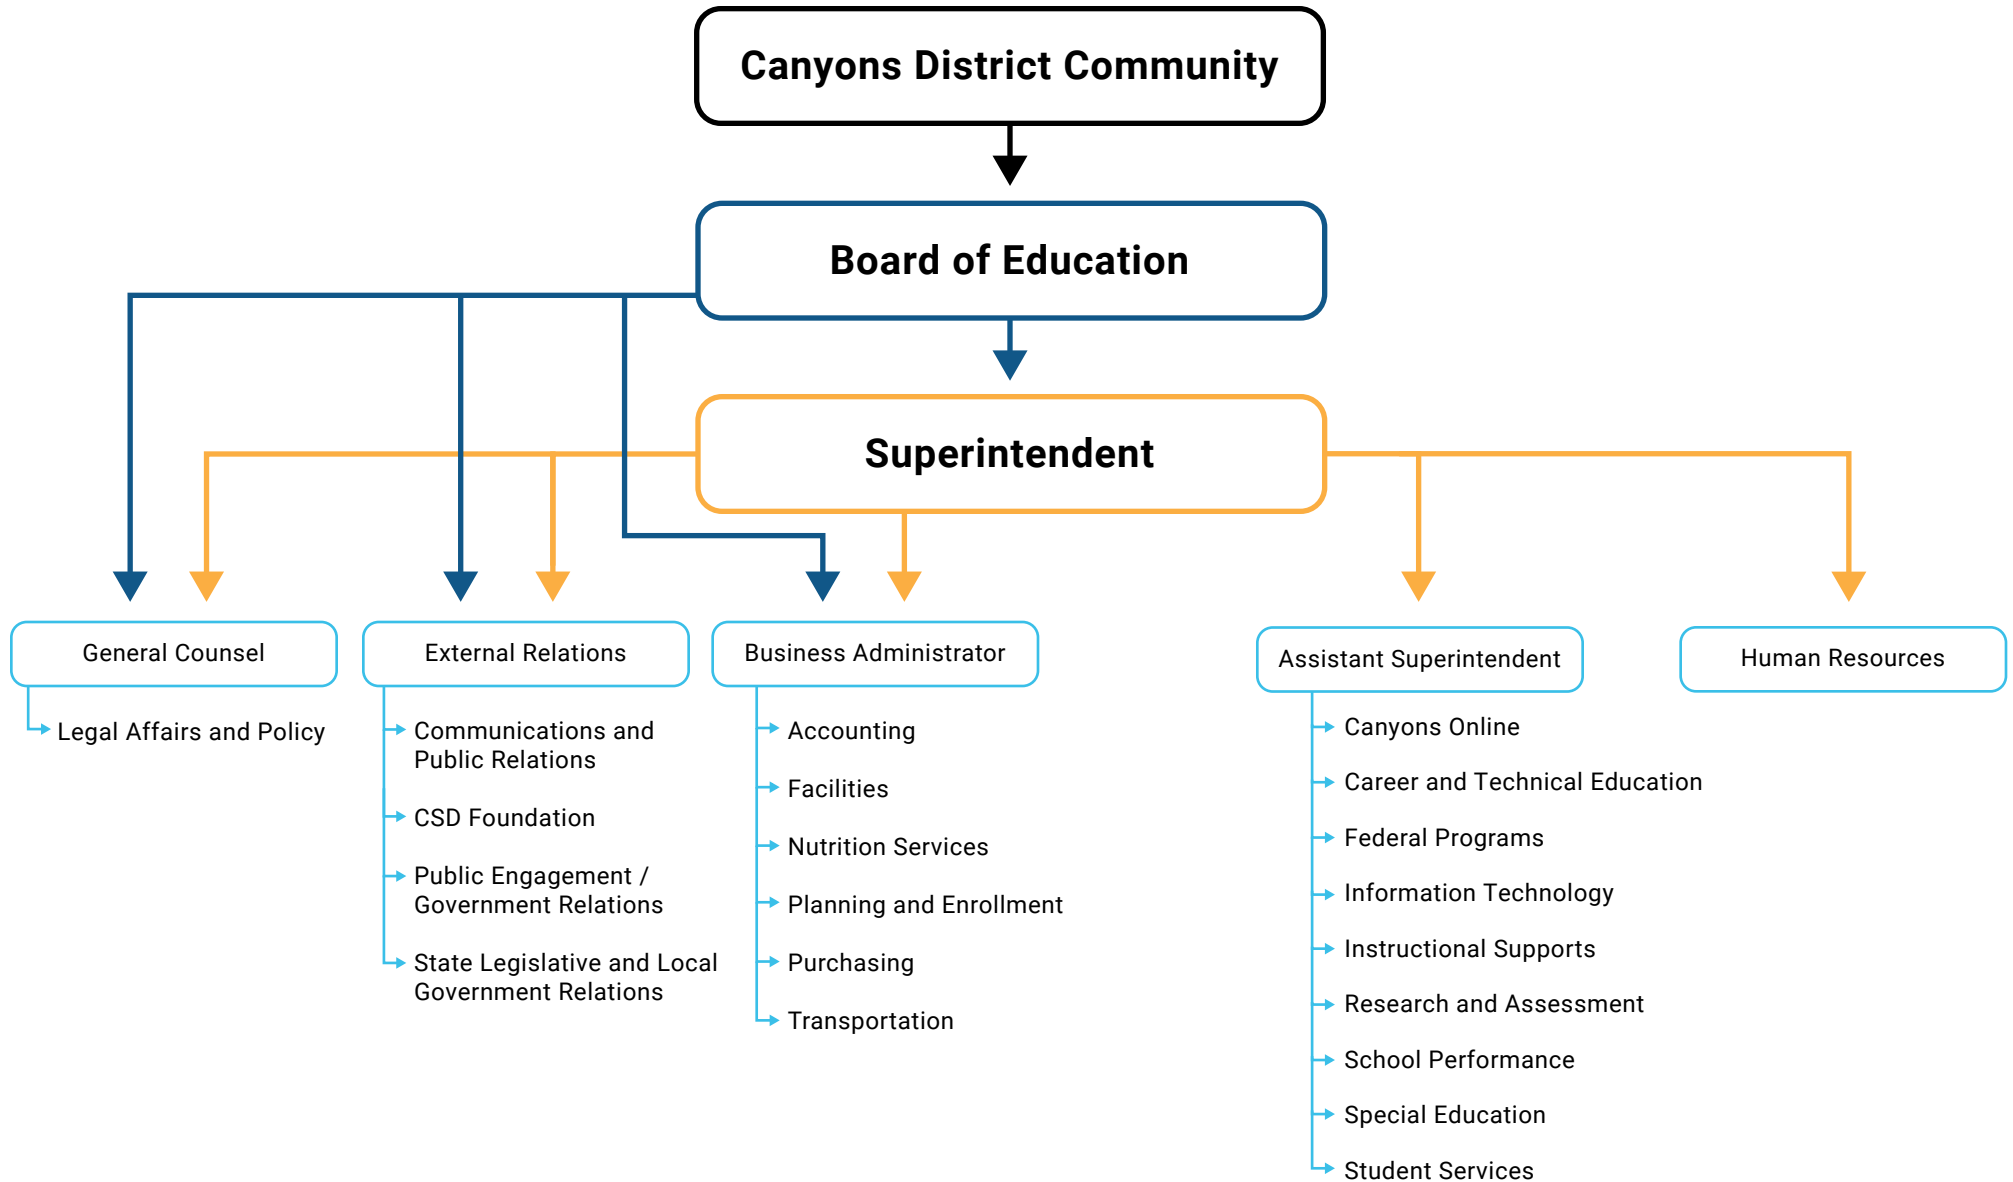 Canyons District Community
Board of Education
Superintendent
General Counsel
Legal Affairs and Policy
External Relations
Communications and
Public Relations
CSD Foundation
Public Engagement /
Government Relations
State Legislative and Local
Government Relations
Business Administrator
Accounting
Facilities
Nutrition Services
Planning and Enrollment
Purchasing
Transportation
Assistant Superintendent
Canyons Online
Career and Technical Education
Federal Programs
Information Technology
Instructional Supports
Research and Assessment
School Performance
Special Education
Student Services
Human Resources